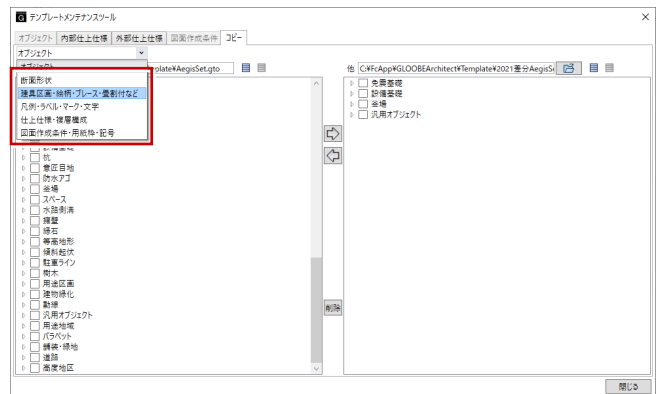 G テンプレートメンテナンスツール
オブジェクト 内部仕上仕様 外部仕上仕様 図面作成条件 コピー
オブジェクト
plate¥AegisSet.gto
他 C:¥FcApp¥GLOOBEArchitect¥Template¥2021差分AegisS
断面形状
建具区画・絵柄・ブレース・畳割付など
凡例・ラベル・マーク・文字
仕上仕様・複層構成
図面作成条件・用紙枠・記号
杭
意匠目地
防水アゴ
釜場
スペース
水路側溝
擁壁
縁石
等高地形
傾斜起伏
駐車ライン
樹木
用途区画
建物緑化
動線
汎用オブジェクト
用途地域
パラペット
舗装・緑地
道路
高度地区
免震基礎
設備基礎
釜場
汎用オブジェクト
削除
閉じる